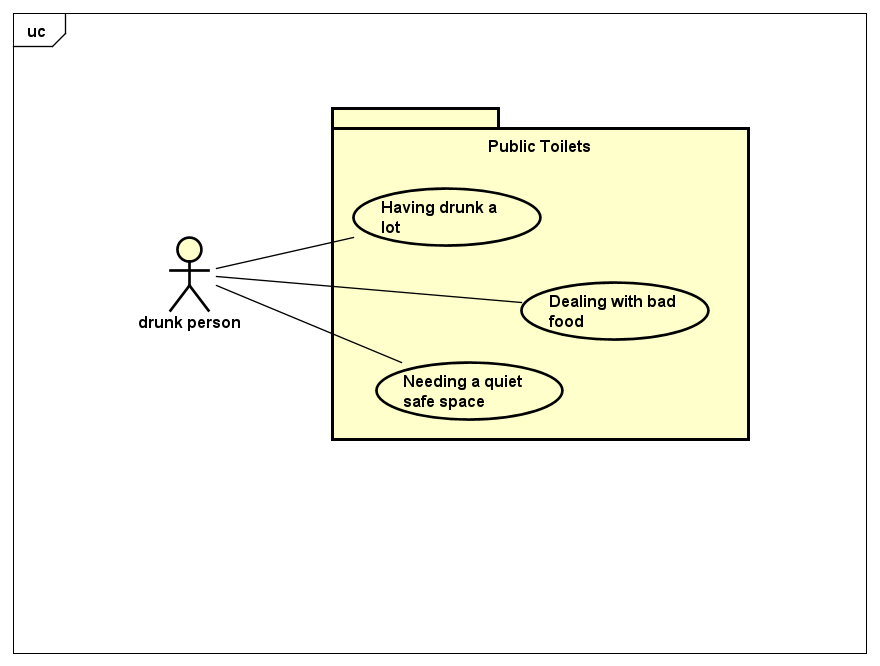 uc
Public Toilets
Having drunk a
lot
Dealing with bad
food
drunk person
Needing a quiet
safe space